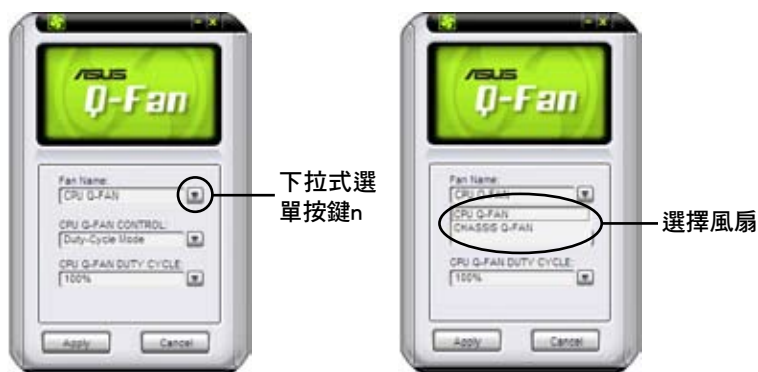 ASUS
Q-Fan
Fan Name:
CPU Q-FAN
CPU Q-FAN CONTROL:
Duty-Cycle Mode
CPU Q-FAN DUTY CYCLE:
100%
Apply
Cancel
下拉式選
單按鍵n
ASUS
Q-Fan
Fan Name:
CPU Q-FAN
CPU Q-FAN
CHASSIS Q-FAN
CPU Q-FAN DUTY CYCLE:
100%
Apply
Cancel
選擇風扇